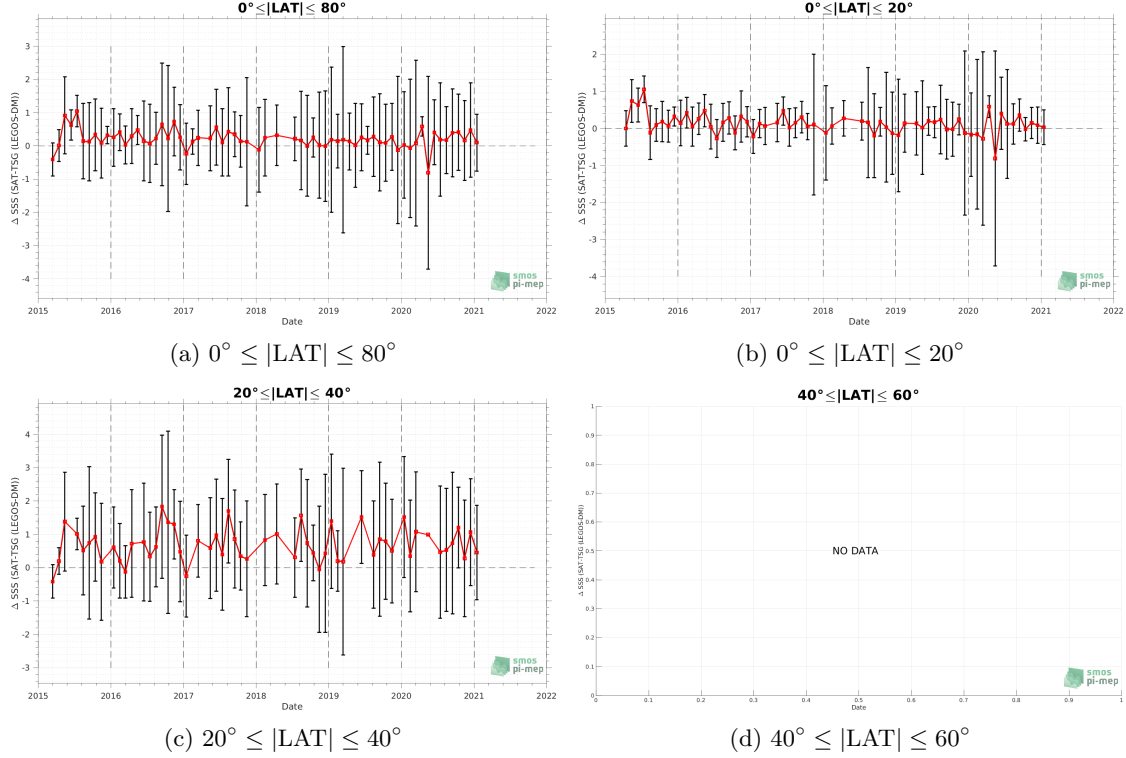 0°≤|LAT|≤ 80°
Δ SSS (SAT-TSG (LEGOS-DM))
3
2
1
0
-1
-2
-3
-4
2015 2016 2017 2018 2019 2020 2021 2022
Date
smos
pi-mep
(a) 0° ≤ |LAT| ≤ 80°
0°≤|LAT|≤ 20°
Δ SSS (SAT-TSG (LEGOS-DM))
2
1
0
-1
-2
-3
-4
2015 2016 2017 2018 2019 2020 2021 2022
Date
smos
pi-mep
(b) 0° ≤ |LAT| ≤ 20°
20°≤|LAT|≤ 40°
Δ SSS (SAT-TSG (LEGOS-DM))
4
3
2
1
0
-1
-2
-3
2015 2016 2017 2018 2019 2020 2021 2022
Date
smos
pi-mep
(c) 20° ≤ |LAT| ≤ 40°
40°≤|LAT|≤ 60°
Δ SSS (SAT-TSG (LEGOS-DM))
1
0.9
0.8
0.7
0.6
0.5
0.4
0.3
0.2
0.1
0
NO DATA
0 0.1 0.2 0.3 0.4 0.5 0.6 0.7 0.8 0.9 1
Date
smos
pi-mep
(d) 40° ≤ |LAT| ≤ 60°